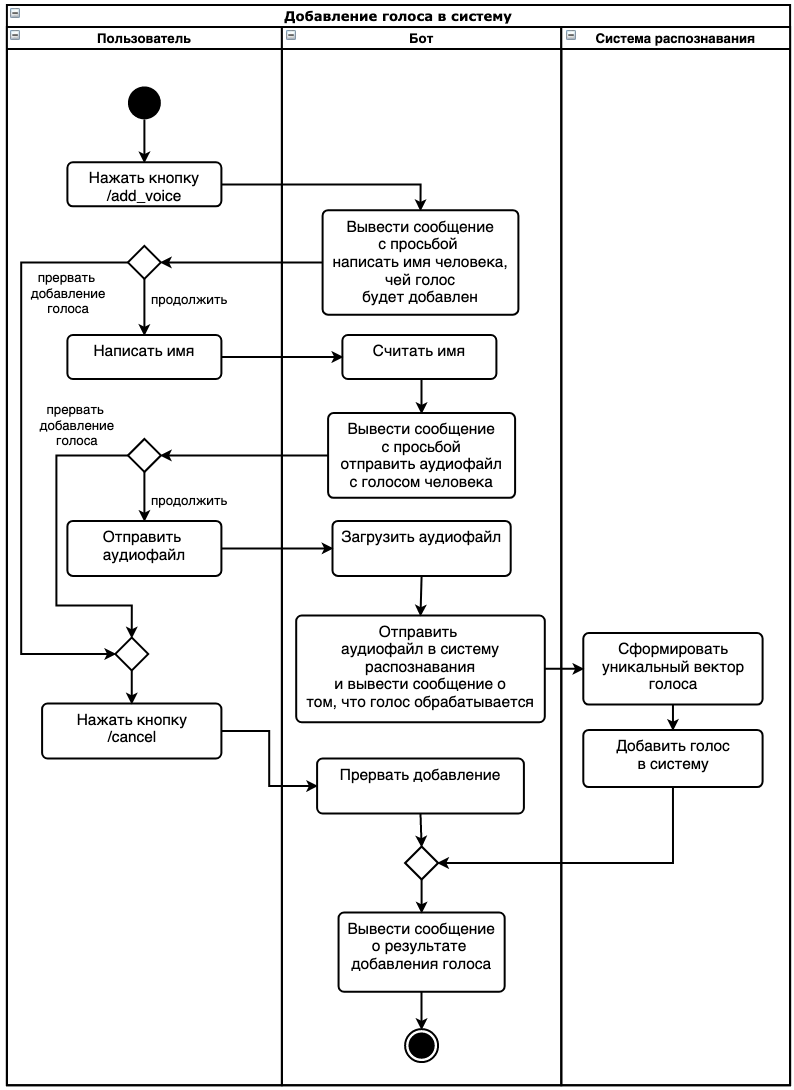 Добавление голоса в систему
Пользователь
Бот
Система распознавания
Нажать кнопку
/add_voice
Вывести сообщение
с просьбой
написать имя человека,
чей голос
будет добавлен
прервать
добавление
голоса
продолжить
Написать имя
Считать имя
прервать
добавление
голоса
Вывести сообщение
с просьбой
отправить аудиофайл
с голосом человека
продолжить
Отправить
аудиофайл
Загрузить аудиофайл
Отправить
аудиофайл в систему
распознавания
и вывести сообщение о
том, что голос обрабатывается
Сформировать
уникальный вектор
голоса
Нажать кнопку
/cancel
Добавить голос
в систему
Прервать добавление
Вывести сообщение
о результате
добавления голоса